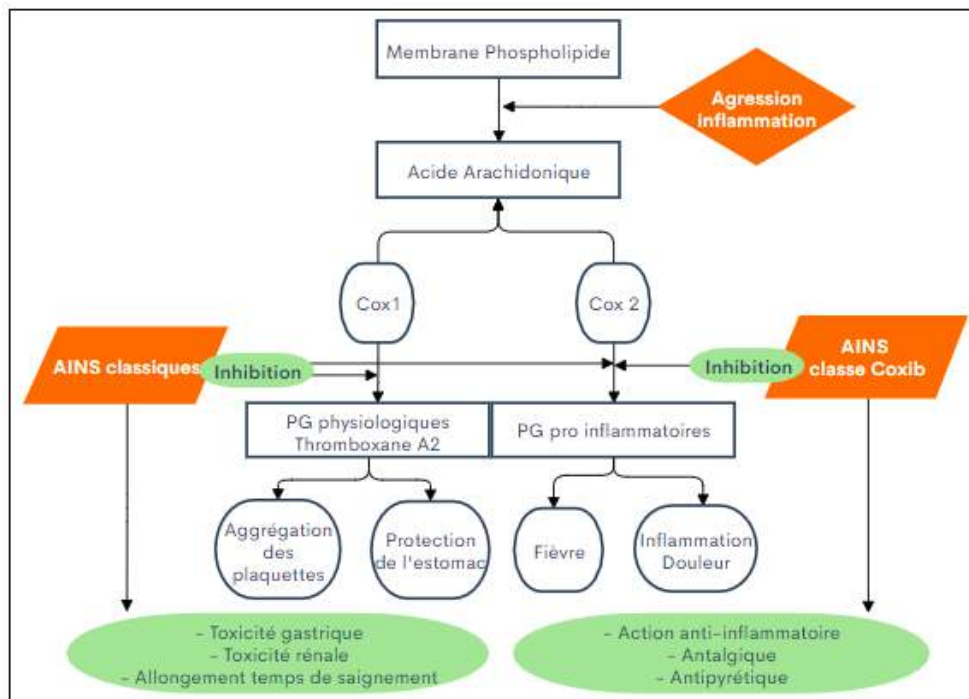 Membrane Phospholipide
Agression
inflammation
Acide Arachidonique
Cox1
Cox 2
AINS classiques
Inhibition
Inhibition
AINS
classe Coxib
PG physiologiques
Thromboxane A2
PG pro inflammatoires
Aggrégation
des
plaquettes
Protection
de l'estomac
Fièvre
Inflammation
Douleur
- Toxicité gastrique
- Toxicité rénale
- Allongement temps de saignement
- Action anti-inflammatoire
- Antalgique
- Antipyrétique